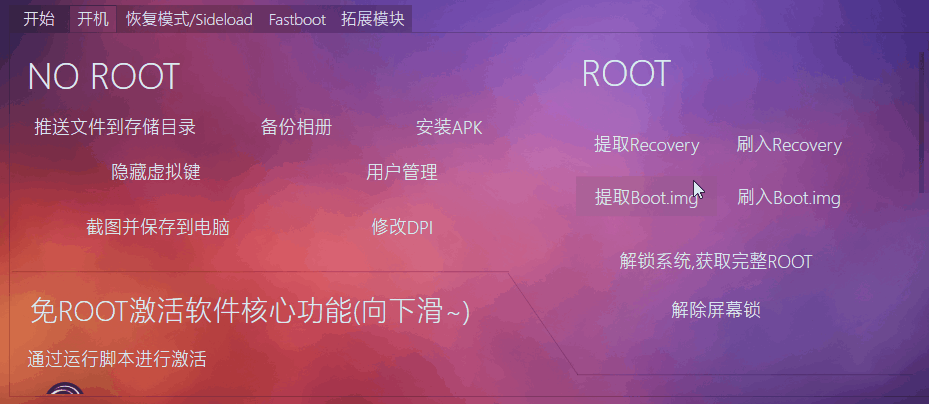 开始 开机 恢复模式/Sideload Fastboot 拓展模块
NO ROOT
推送文件到存储目录 备份相册 安装APK
隐藏虚拟键 用户管理
截图并保存到电脑 修改DPI
免ROOT激活软件核心功能(向下滑~)
通过运行脚本进行激活
ROOT
提取Recovery 刷入Recovery
提取Boot.img 刷入Boot.img
解锁系统,获取完整ROOT
解除屏幕锁